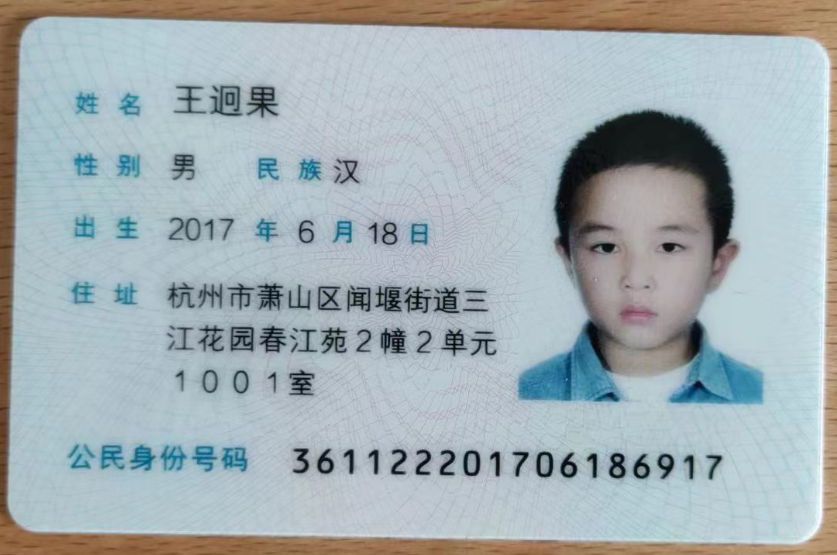 姓名 王迥果
性别 男 民族 汉
出生 2017 年 6 月 18 日
住址 杭州市萧山区闻堰街道三
江花园春江苑2幢2单元
1001室
公民身份号码 361122201706186917